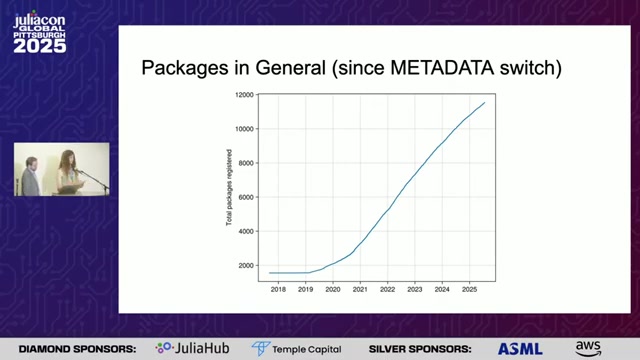 juliacon
GLOBAL
PITTSBURGH
2025
Packages in General (since METADATA switch)
Total packages registered
12000
10000
8000
6000
4000
2000
2018 2019 2020 2021 2022 2023 2024 2025
DIAMOND SPONSORS: JuliaHub Temple Capital SILVER SPONSORS: ASML aws